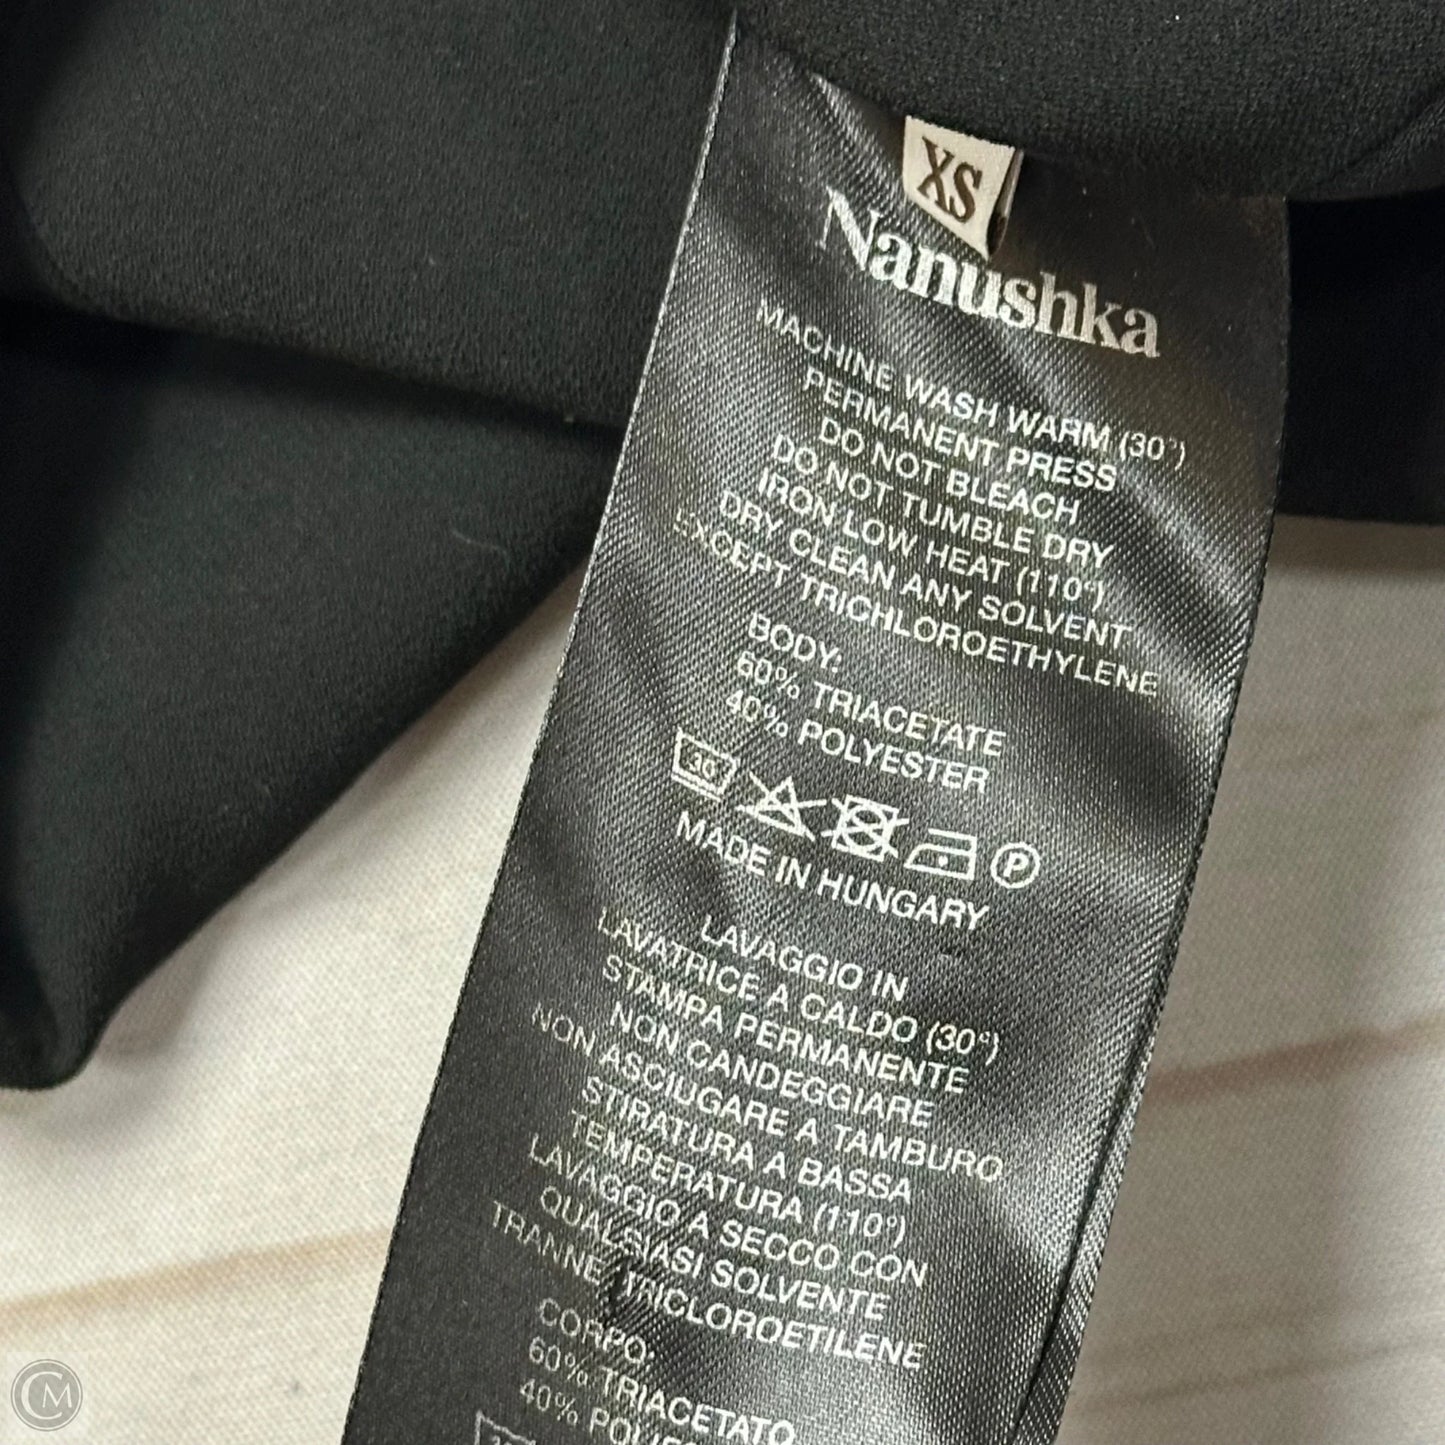 XS
Nanushka
MACHINE WASH WARM (30°)
PERMANENT PRESS
DO NOT BLEACH
DO NOT TUMBLE DRY
IRON LOW HEAT (110°)
DRY CLEAN ANY SOLVENT
EXCEPT TRICHLOROETHYLENE
BODY:
60% TRIACETATE
40% POLYESTER
30 P
MADE IN HUNGARY
LAVAGGIO IN
LAVATRICE A CALDO (30°)
STAMPA PERMANENTE
NON CANDEGGIARE
NON ASCIUGARE A TAMBURO
STIRATURA A BASSA
TEMPERATURA (110°)
LAVAGGIO A SECCO CON
QUALSIASI SOLVENTE
TRANNE TRICLOROETILENE
CORPO:
60% TRIACETATO
40%
CM